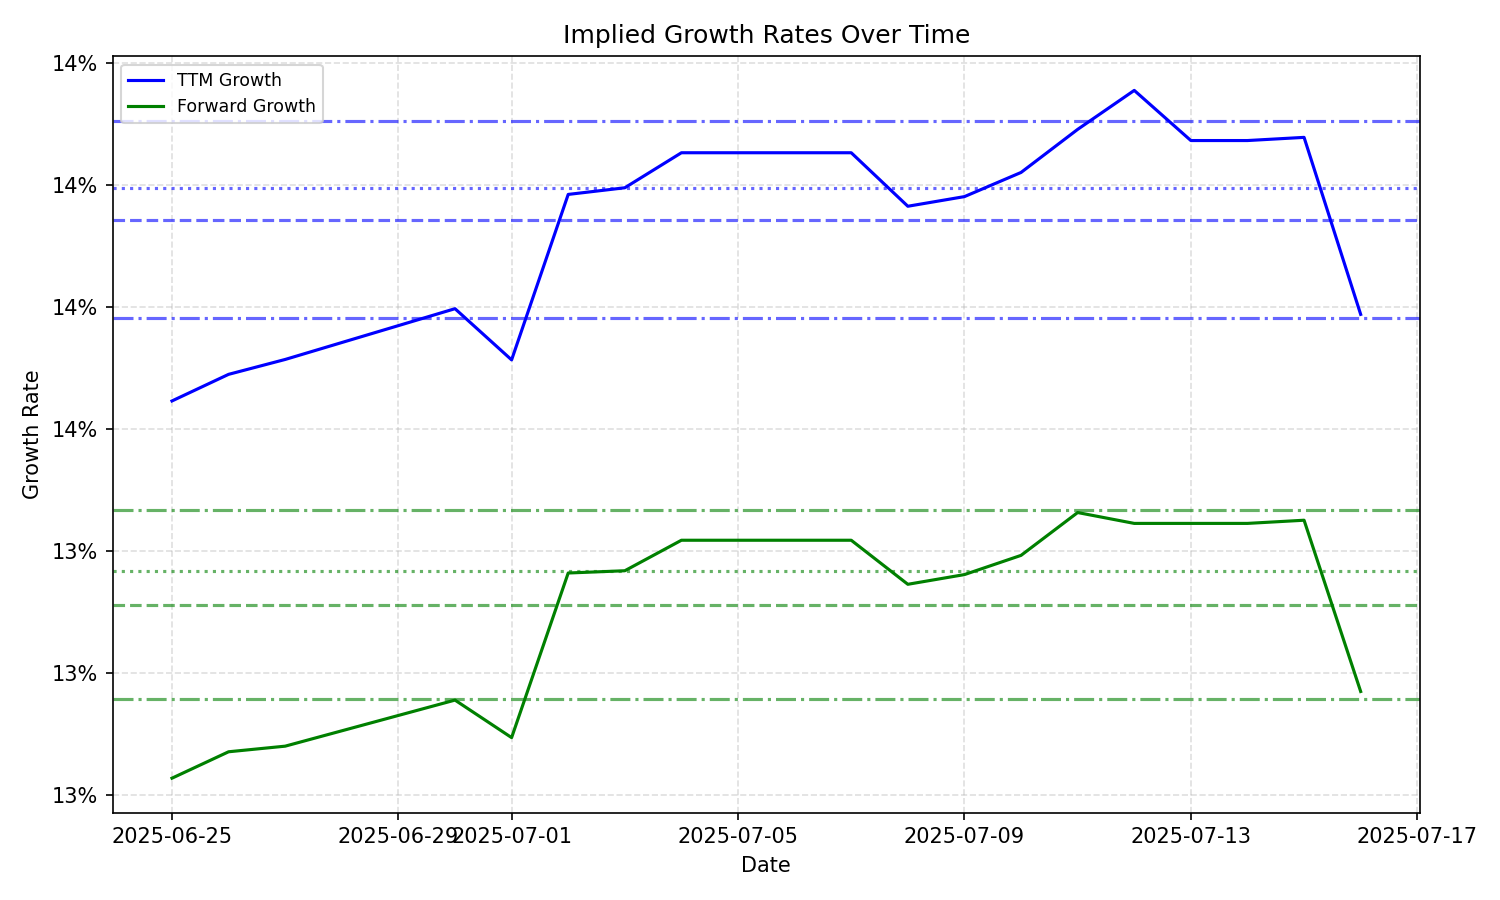 Implied Growth Rates Over Time
14%
TTM Growth
Forward Growth
14%
14%
14%
13%
13%
13%
Growth Rate
2025-06-25
2025-06-29
2025-07-01
2025-07-05
2025-07-09
2025-07-13
2025-07-17
Date